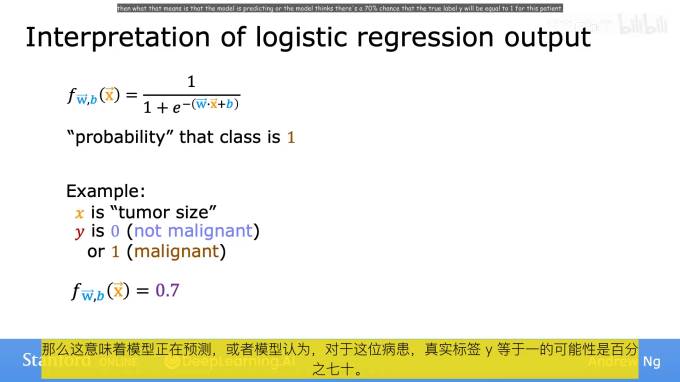 then what that means is that the model is predicting or the model thinks there's a 70% chance that the true label y will be equal to 1 for this patient
bilibili
Interpretation of logistic regression output
f w⃗,b (x⃗) = 1 / 1 + e^−(w⃗·x⃗+b)
“probability” that class is 1
Example:
x is “tumor size”
y is 0 (not malignant)
or 1 (malignant)
f w⃗,b (x⃗) = 0.7
那么这意味着模型正在预测，或者模型认为，对于这位病患，真实标签 y 等于一的可能性是百分
之七十。
Stanford ONLINE DeepLearning.AI Andrew Ng